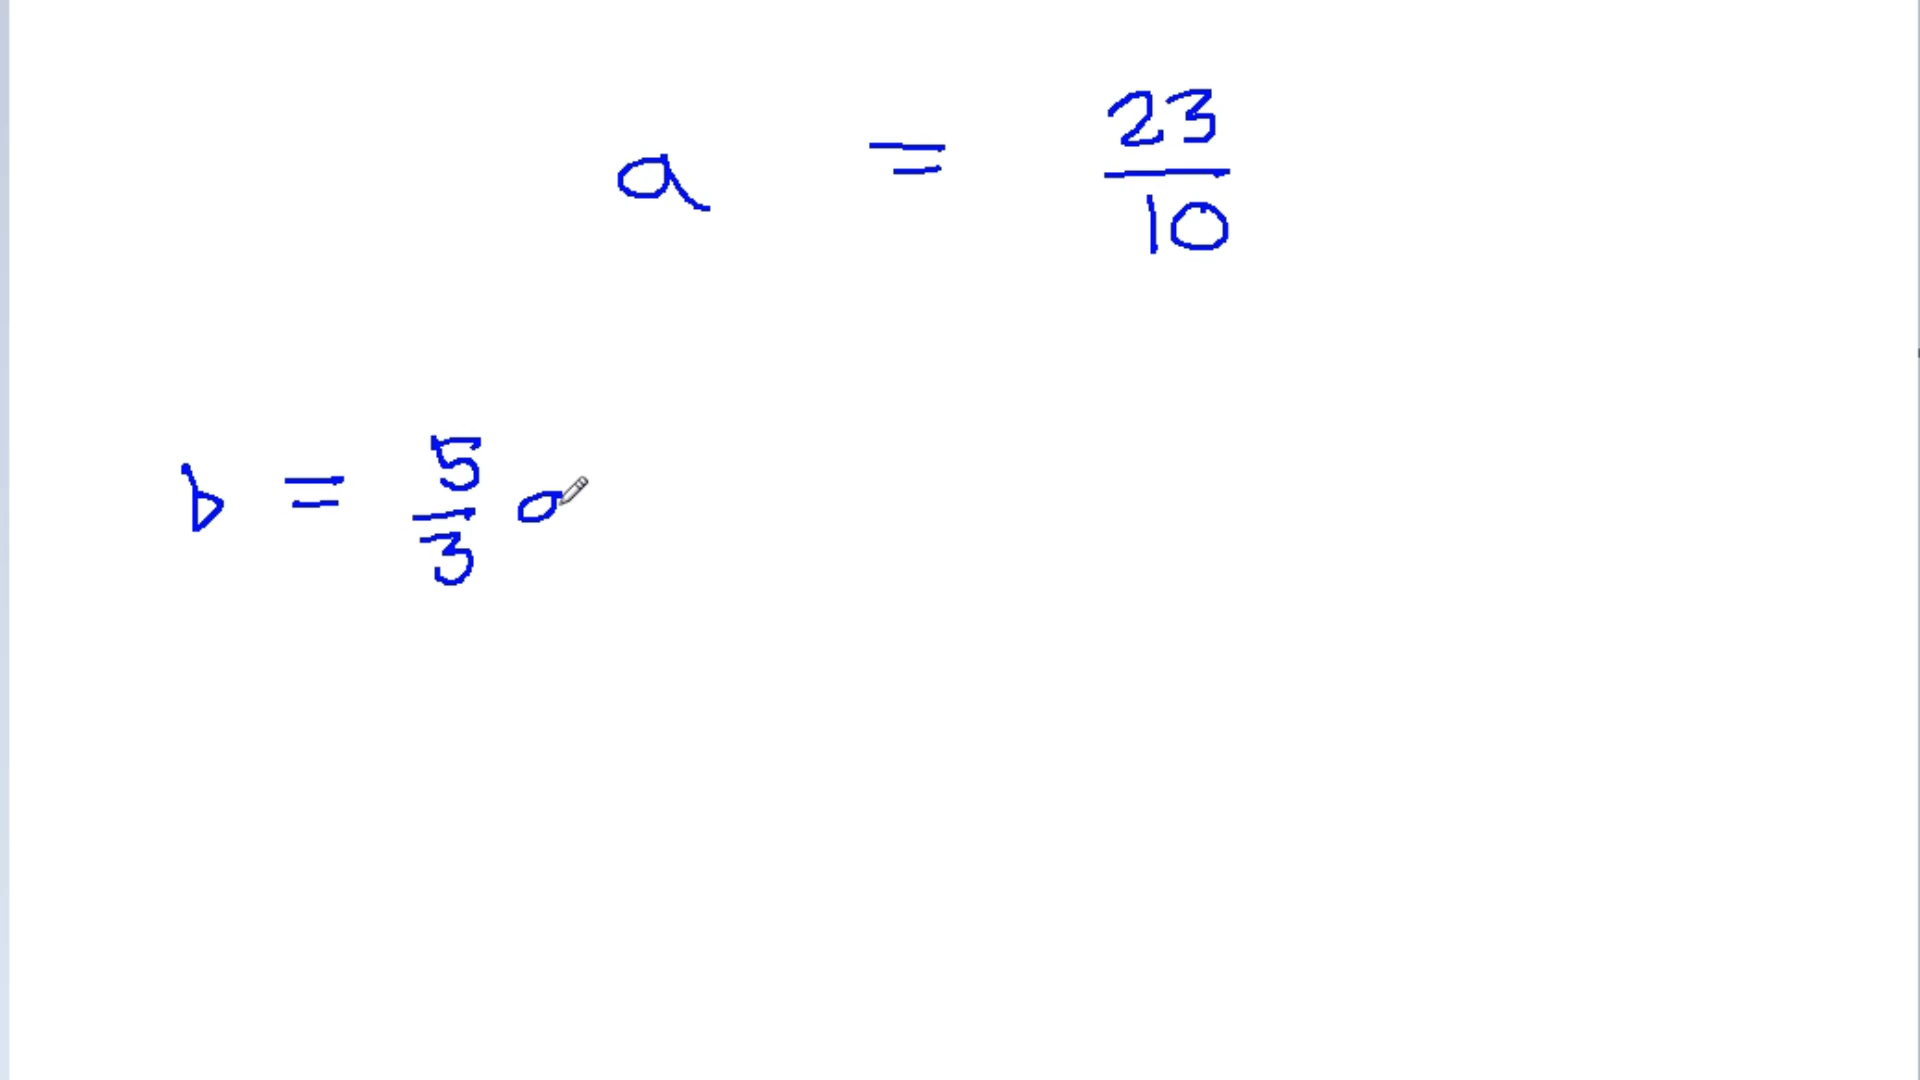 a = 23/10
b = 5/3 a